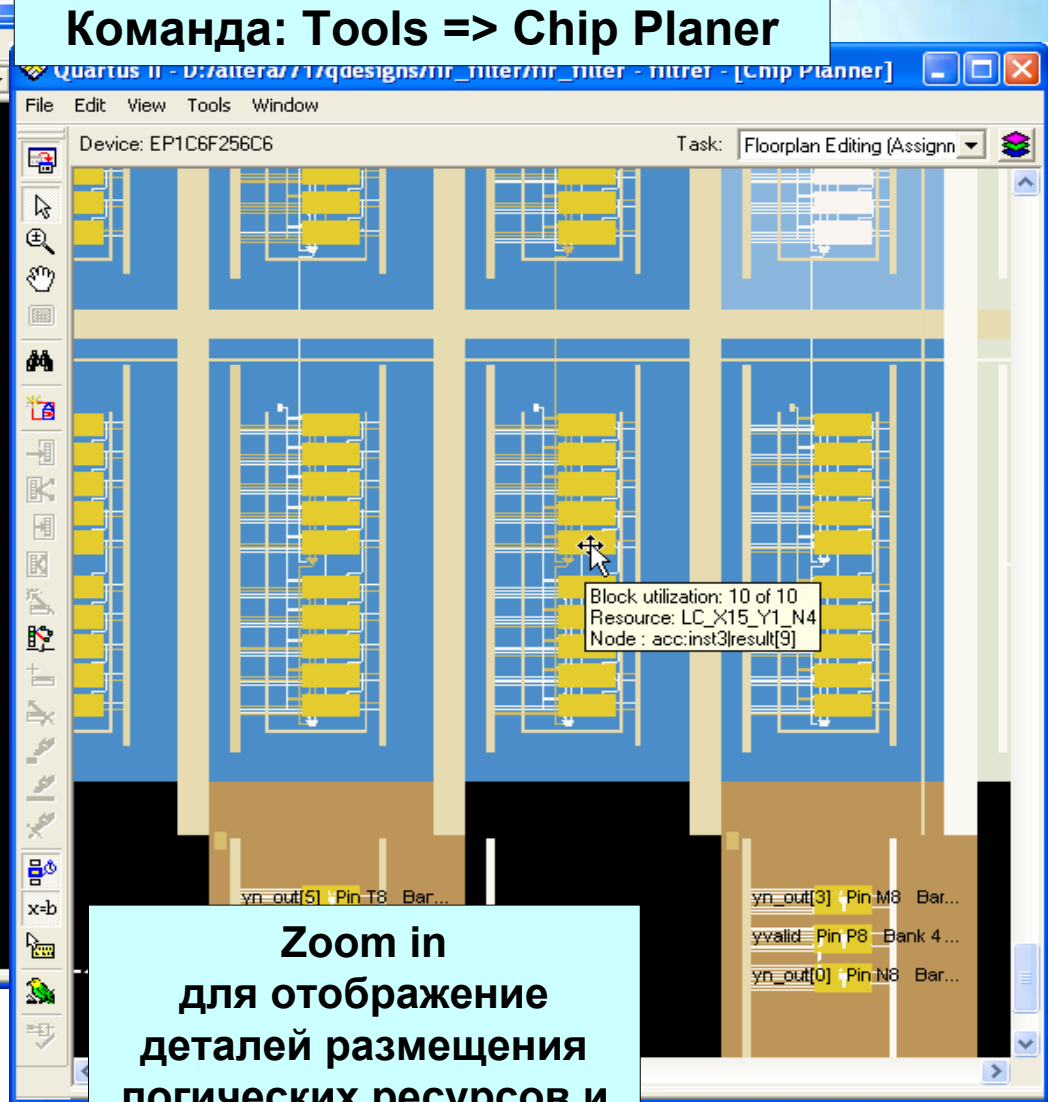 Команда: Tools => Chip Planer
Quartus II - D:/altera/71/qdesigns/fir_filter/fir_filter - filtref - [Chip Planner]
File Edit View Tools Window
Device: EP1C6F256C6 Task: Floorplan Editing (Assignn
Block utilization: 10 of 10
Resource: LC_X15_Y1_N4
Node : acc:inst3|result[9]
x=b
yn_out[5] Pin T8 Bar...
yn_out[3] Pin M8 Bar...
yvalid Pin P8 Bank 4 ...
yn_out[0] Pin N8 Bar...
Zoom in
для отображение
деталей размещения
логических ресурсов и